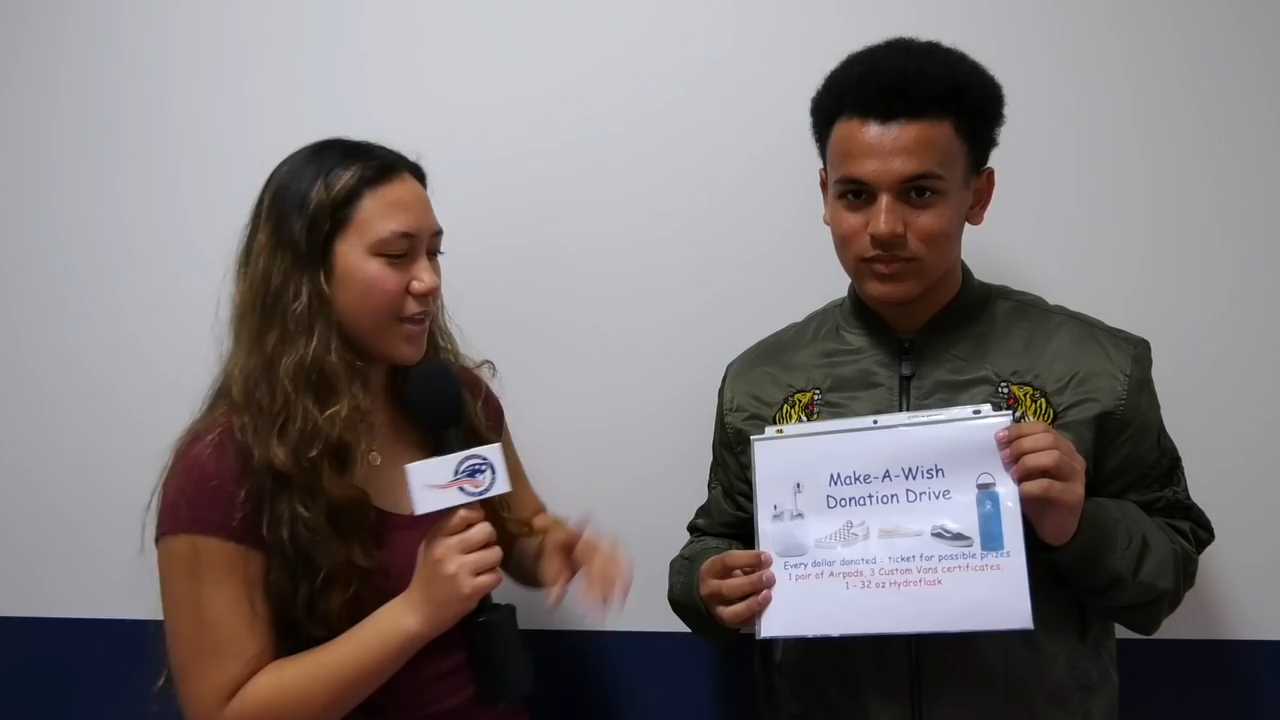 Make-A-Wish
Donation Drive
Every dollar donated = ticket for possible prizes
1 pair of Airpods, 3 Custom Vans certificates,
1 - 32 oz Hydroflask